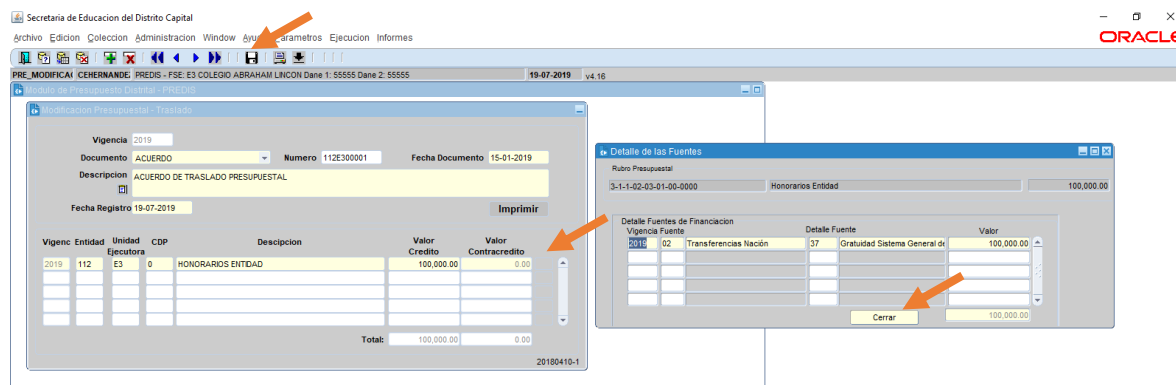 Secretaria de Educacion del Distrito Capital
Archivo Edicion Coleccion Administracion Window Ayu Parametros Ejecucion Informes
ORACLE
PRE_MODIFICA( CEHERNANDE: PREDIS - FSE: E3 COLEGIO ABRAHAM LINCON Dane 1: 55555 Dane 2: 55555 19-07-2019 v4.16
Modulo de Presupuesto Distrital - PREDIS
Modificacion Presupuestal - Traslado
Vigencia 2019
Documento ACUERDO Numero 112E300001 Fecha Documento 15-01-2019
Descripcion ACUERDO DE TRASLADO PRESUPUESTAL
Fecha Registro 19-07-2019 Imprimir
Vigenc Entidad Unidad Ejecutora CDP Descipcion Valor Credito Valor Contracredito
2019 112 E3 0 HONORARIOS ENTIDAD 100,000.00 0.00
Total: 100,000.00 0.00
20180410-1
Detalle de las Fuentes
Rubro Presupuestal
3-1-1-02-03-01-00-0000 Honorarios Entidad 100,000.00
Detalle Fuentes de Financiacion
Vigencia Fuente Detalle Fuente Valor
2019 02 Transferencias Nación 37 Gratuidad Sistema General de 100,000.00
Cerrar 100,000.00